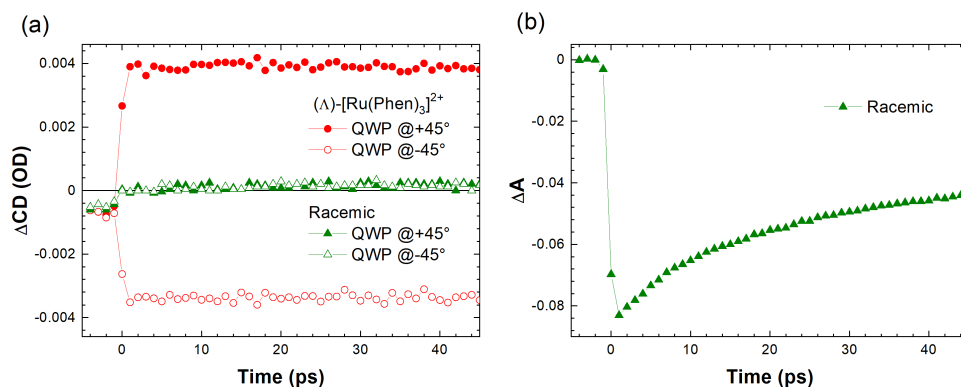 (a)
0.004
0.002
0
-0.002
-0.004
ΔCD (OD)
(Λ)-[Ru(Phen)₃]²⁺
QWP @+45°
QWP @-45°
Racemic
QWP @+45°
QWP @-45°
0 10 20 30 40
Time (ps)
(b)
0
-0.02
-0.04
-0.06
-0.08
ΔA
Racemic
0 10 20 30 40
Time (ps)